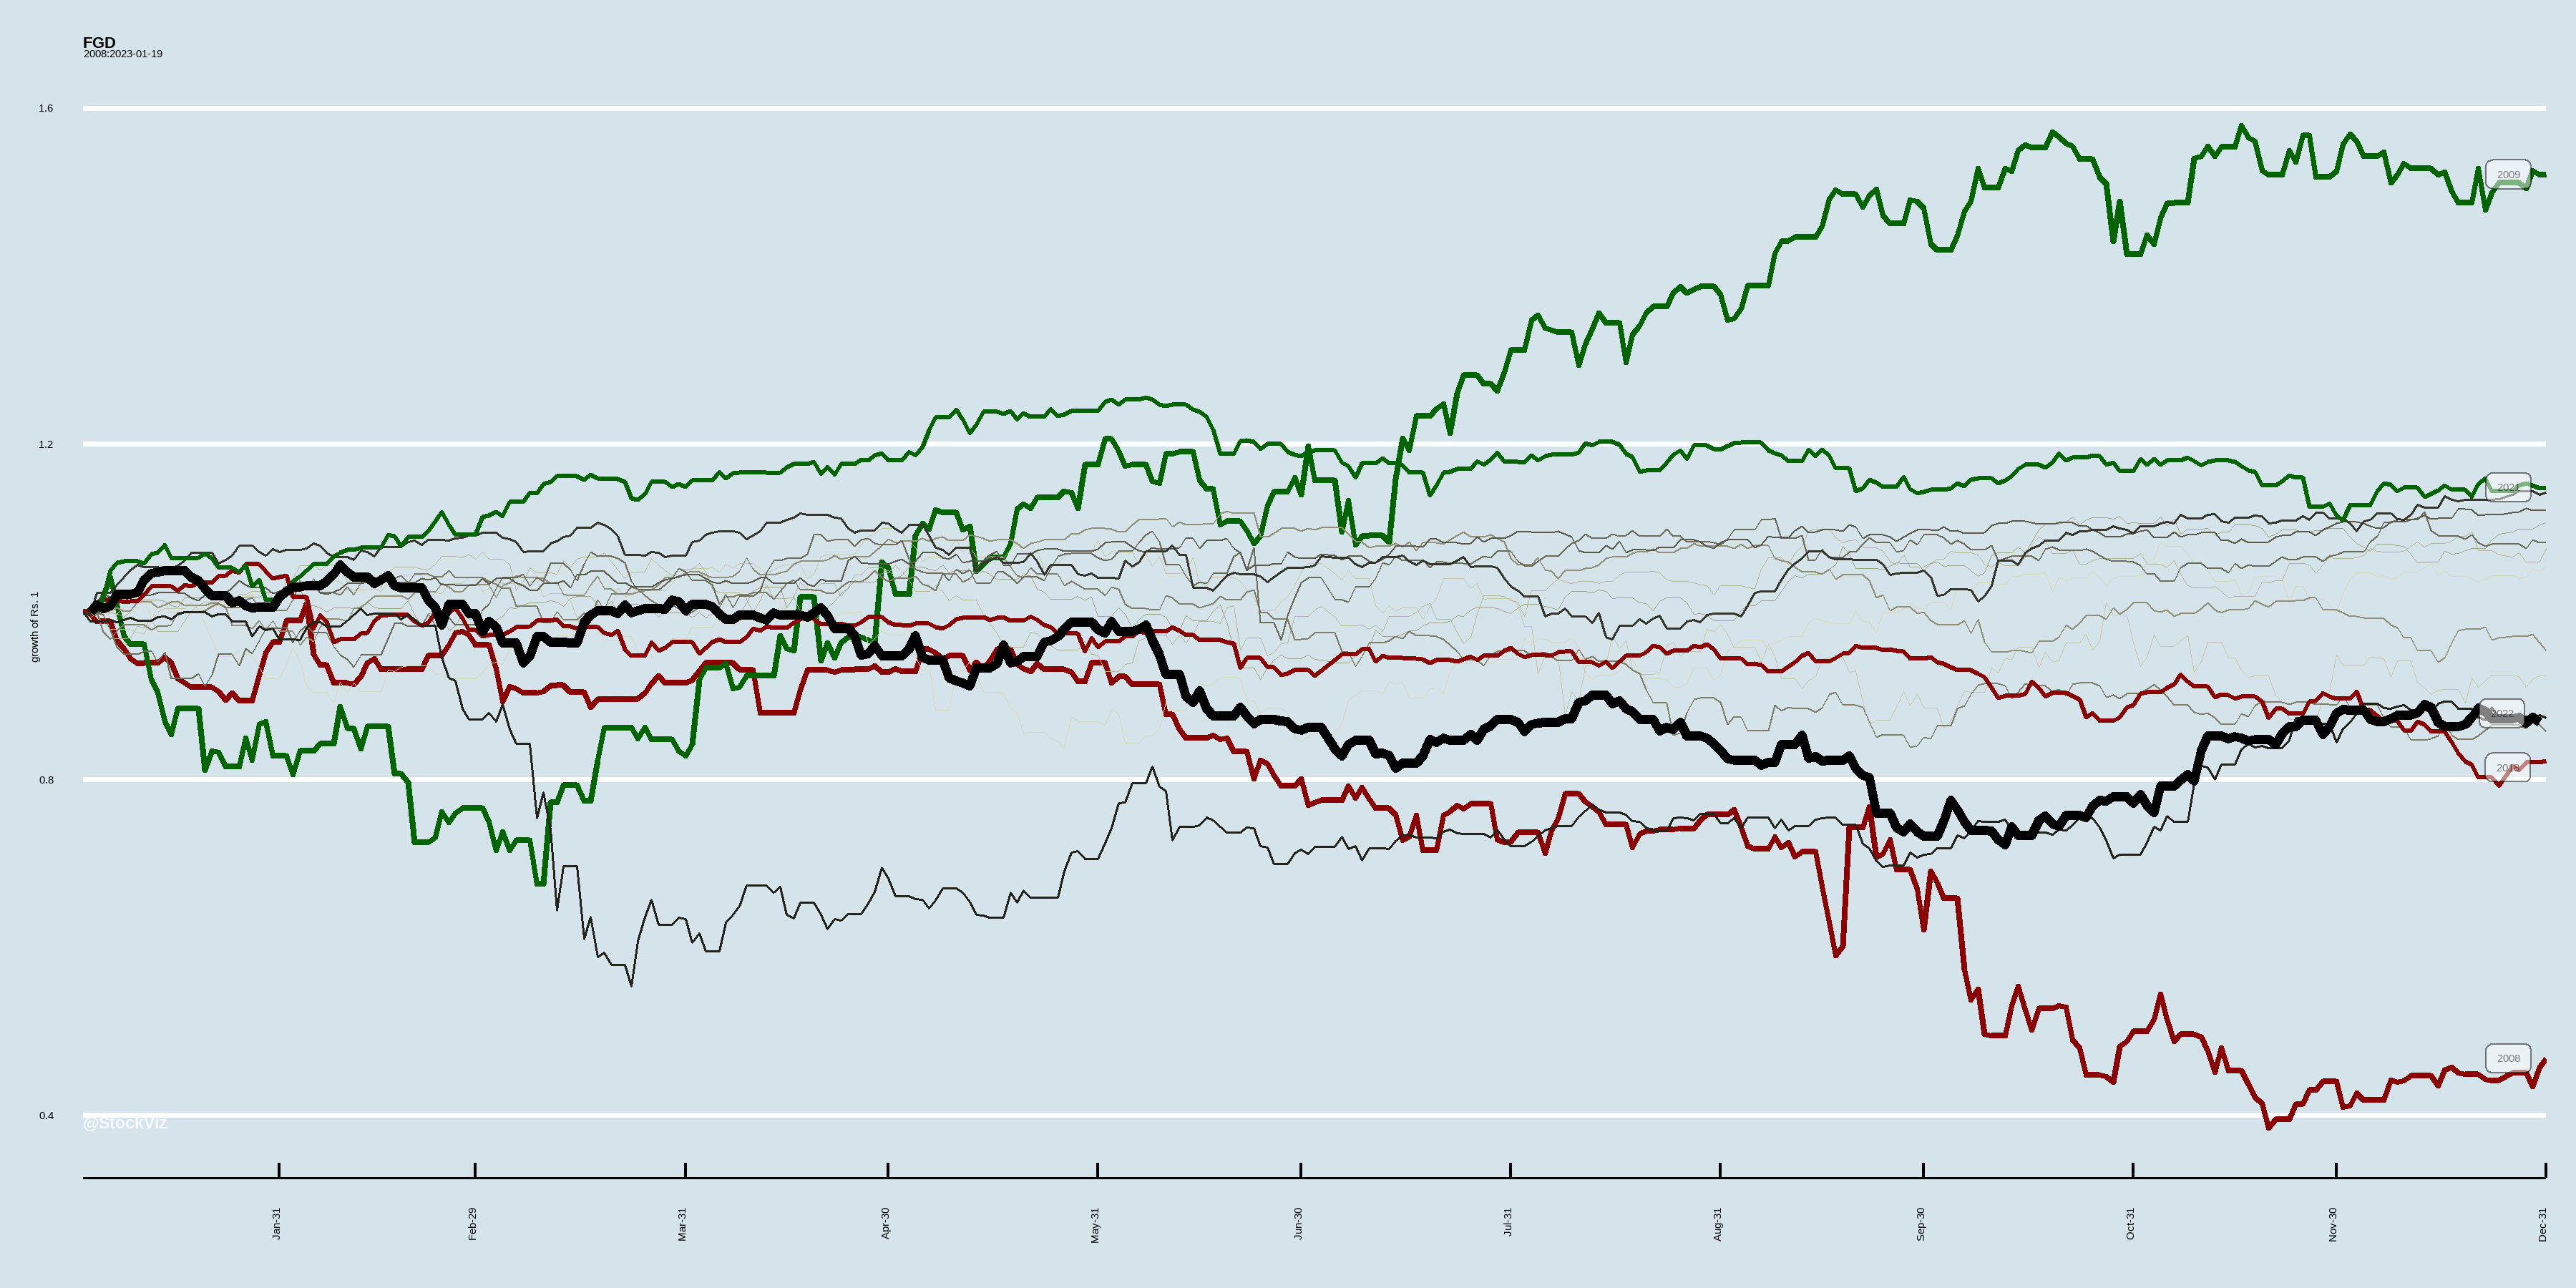 FGD
2008:2023-01-19
1.6
1.2
0.8
0.4
growth of Rs. 1
2009
2021
2022
2018
2008
@StockViz
Jan-31
Feb-29
Mar-31
Apr-30
May-31
Jun-30
Jul-31
Aug-31
Sep-30
Oct-31
Nov-30
Dec-31